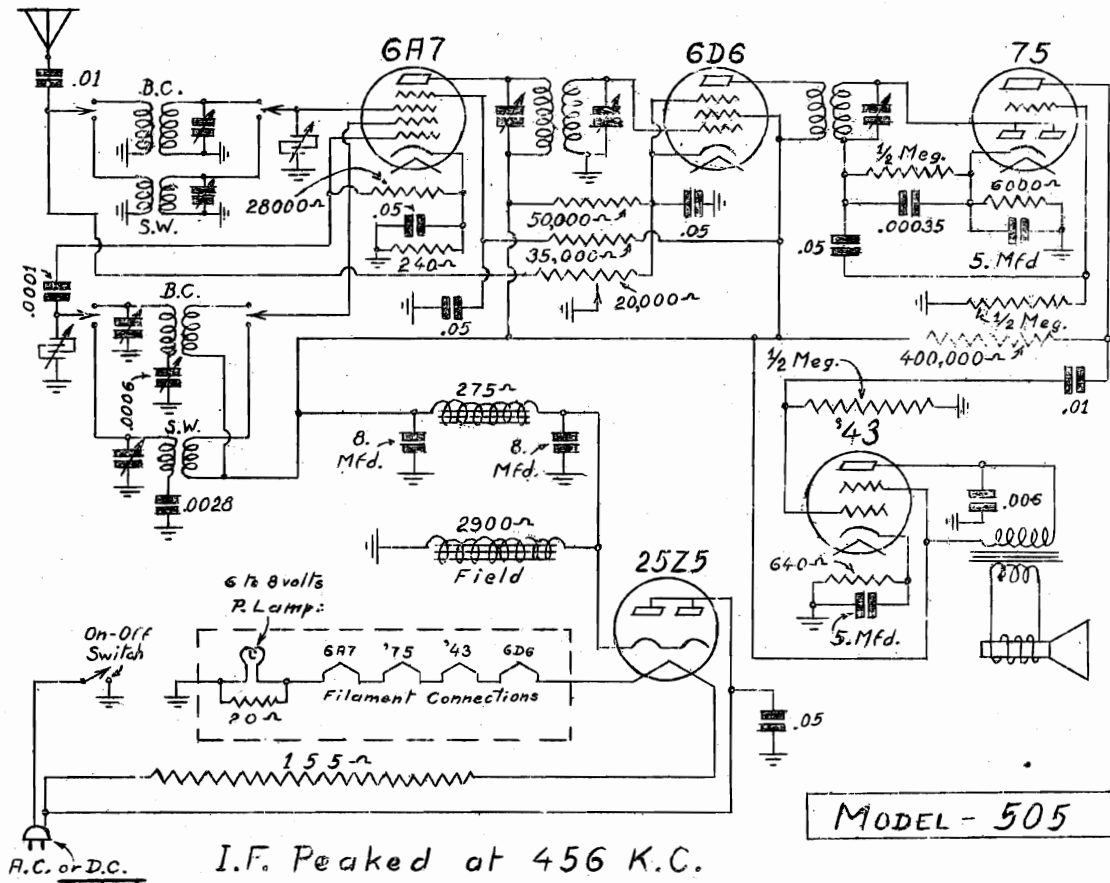 6A7
6D6
75
.01
B.C.
S.W.
28000Ω
.05
240Ω
50,000Ω
35,000Ω
20,000Ω
.05
1/2 Meg.
.00035
6000Ω
5. Mfd
.05
1/2 Meg.
400,000Ω
.01
.0001
B.C.
.0006
S.W.
.0028
.05
275Ω
8. Mfd.
8. Mfd.
2900Ω
Field
1/2 Meg.
'43
.006
640Ω
5. Mfd.
25Z5
6 to 8 volts
P. Lamp:
On-Off
Switch
6A7 '75 '43 6D6
Filament Connections
20Ω
.05
155Ω
A.C. or D.C.
I.F. Peaked at 456 K.C.
MODEL - 505